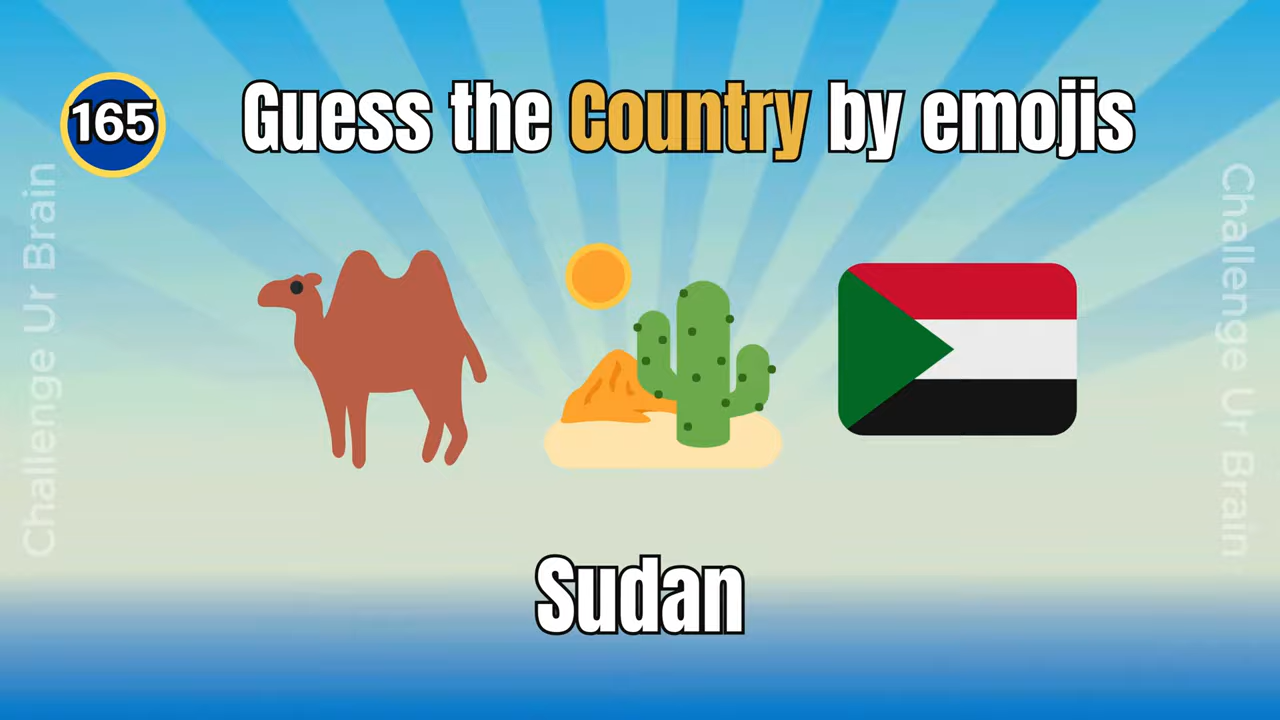 165
Guess the Country by emojis
Challenge Ur Brain
Challenge Ur Brain
Sudan